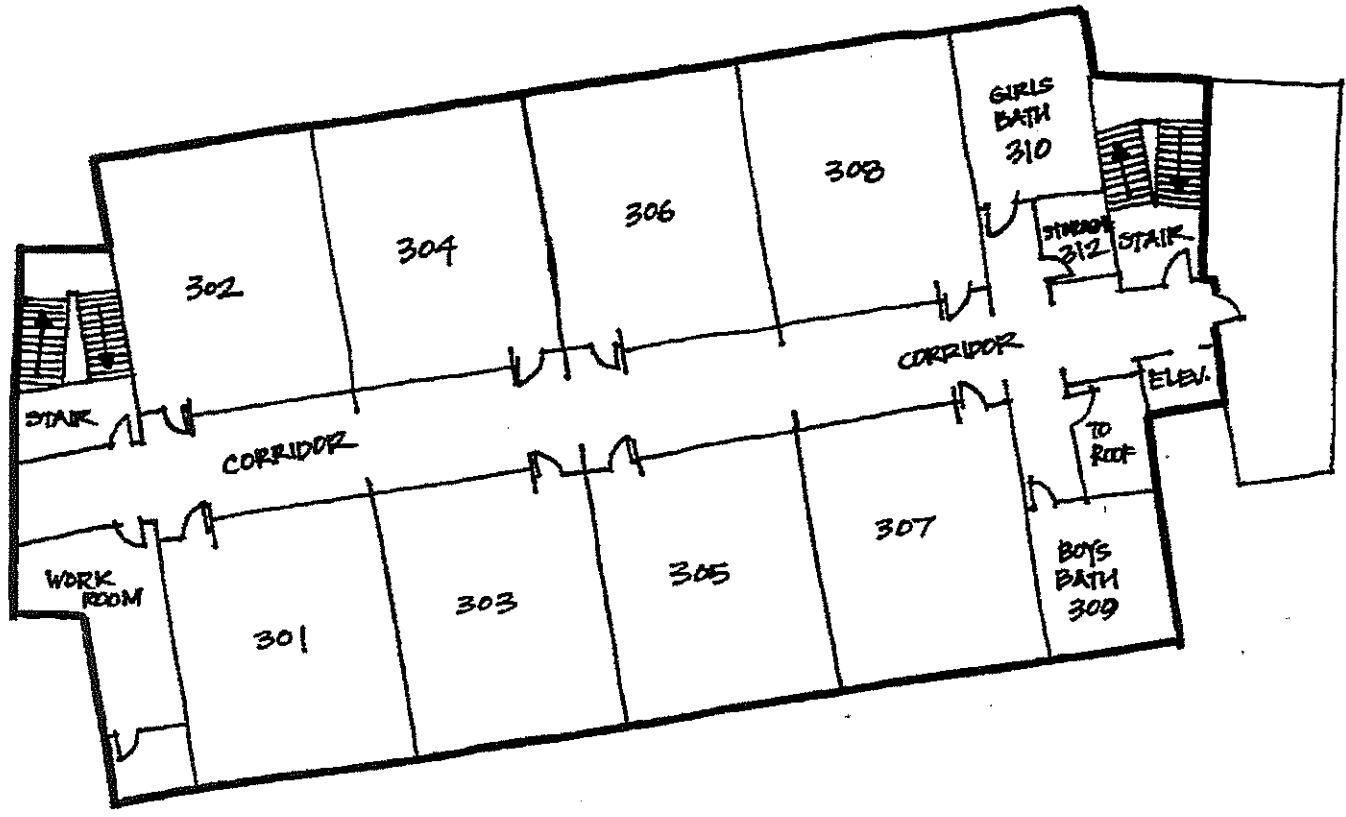 GIRLS
BATH
310
308
306
304
302
STORAGE
312
STAIR
CORRIDOR
ELEV.
STAIR
TO
ROOF
CORRIDOR
307
BOYS
BATH
309
305
303
301
WORK
ROOM